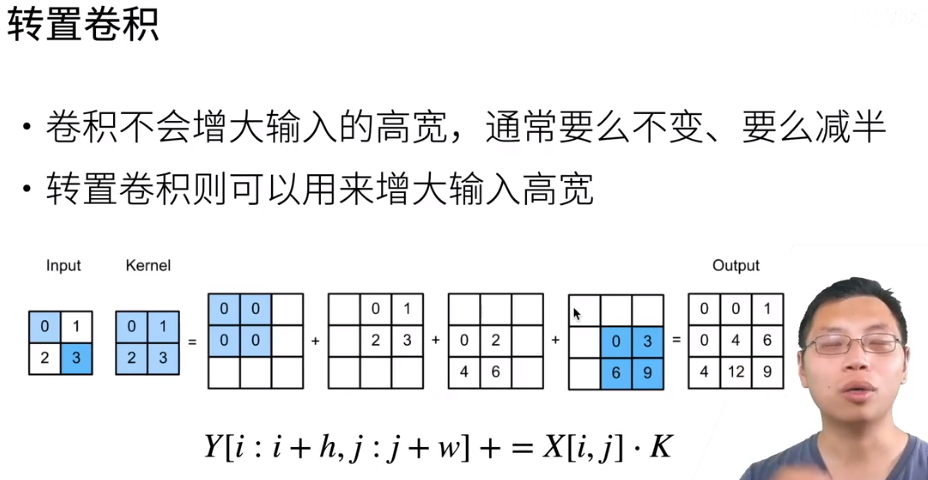 转置卷积
• 卷积不会增大输入的高宽，通常要么不变、要么减半
• 转置卷积则可以用来增大输入高宽
Input Kernel Output
0 1 0 1 0 0 0 1 0 0 1
= 0 0 + 2 3 + 0 2 + 0 3 = 0 4 6
2 3 2 3 4 6 6 9 4 12 9
Y[i : i + h, j : j + w] + = X[i, j] · K